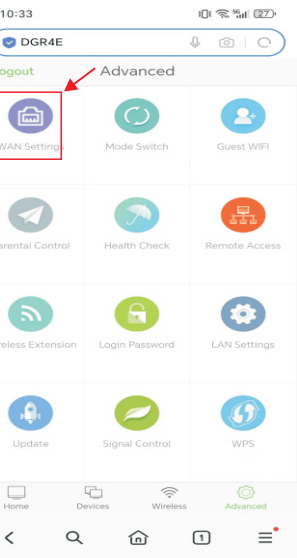 10:33
5G 27
DGR4E
ogout Advanced
WAN Settings Mode Switch Guest WIFI
arental Control Health Check Remote Access
reless Extension Login Password LAN Settings
Update Signal Control WPS
Home Devices Wireless Advanced
1